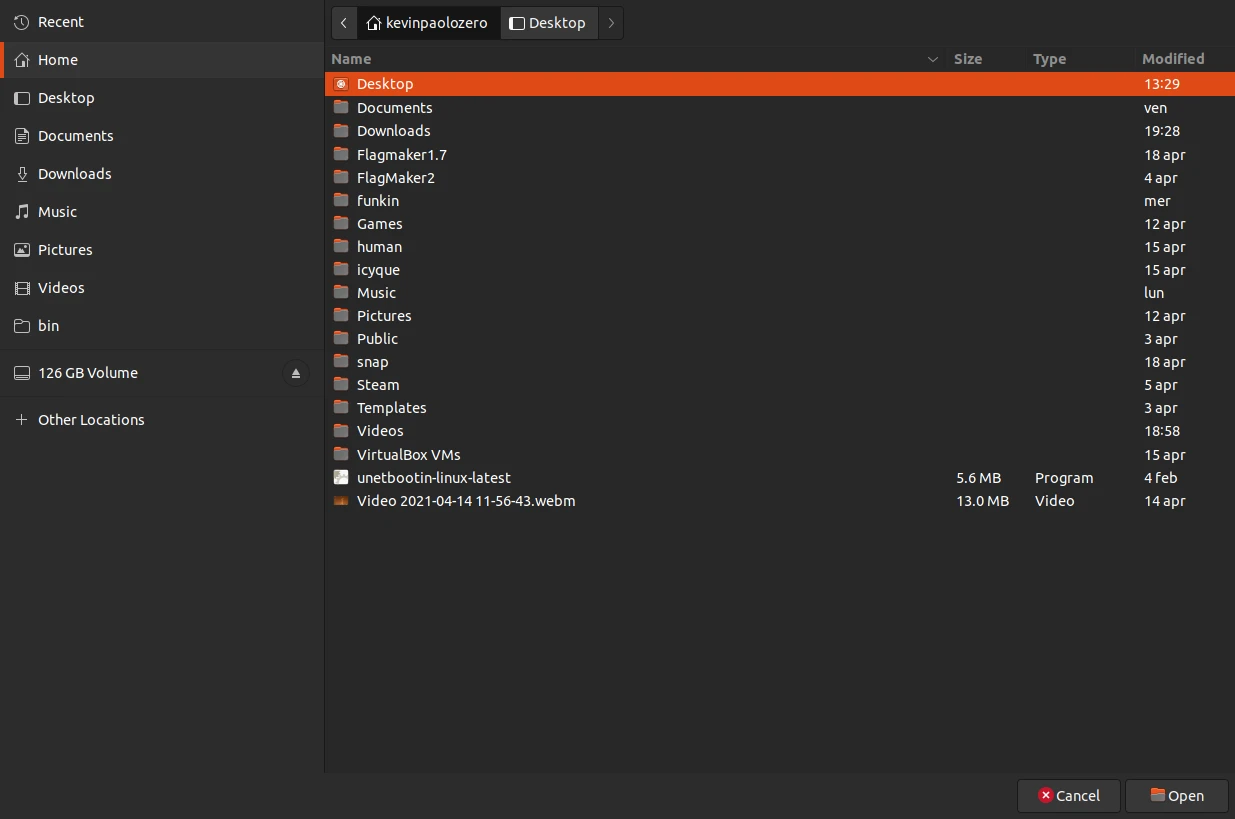 Recent
Home
Desktop
Documents
Downloads
Music
Pictures
Videos
bin
126 GB Volume
Other Locations
kevinpaolozero Desktop
Name Size Type Modified
Desktop 13:29
Documents ven
Downloads 19:28
Flagmaker1.7 18 apr
FlagMaker2 4 apr
funkin mer
Games 12 apr
human 15 apr
icyque 15 apr
Music lun
Pictures 12 apr
Public 3 apr
snap 18 apr
Steam 5 apr
Templates 3 apr
Videos 18:58
VirtualBox VMs 15 apr
unetbootin-linux-latest 5.6 MB Program 4 feb
Video 2021-04-14 11-56-43.webm 13.0 MB Video 14 apr
Cancel Open